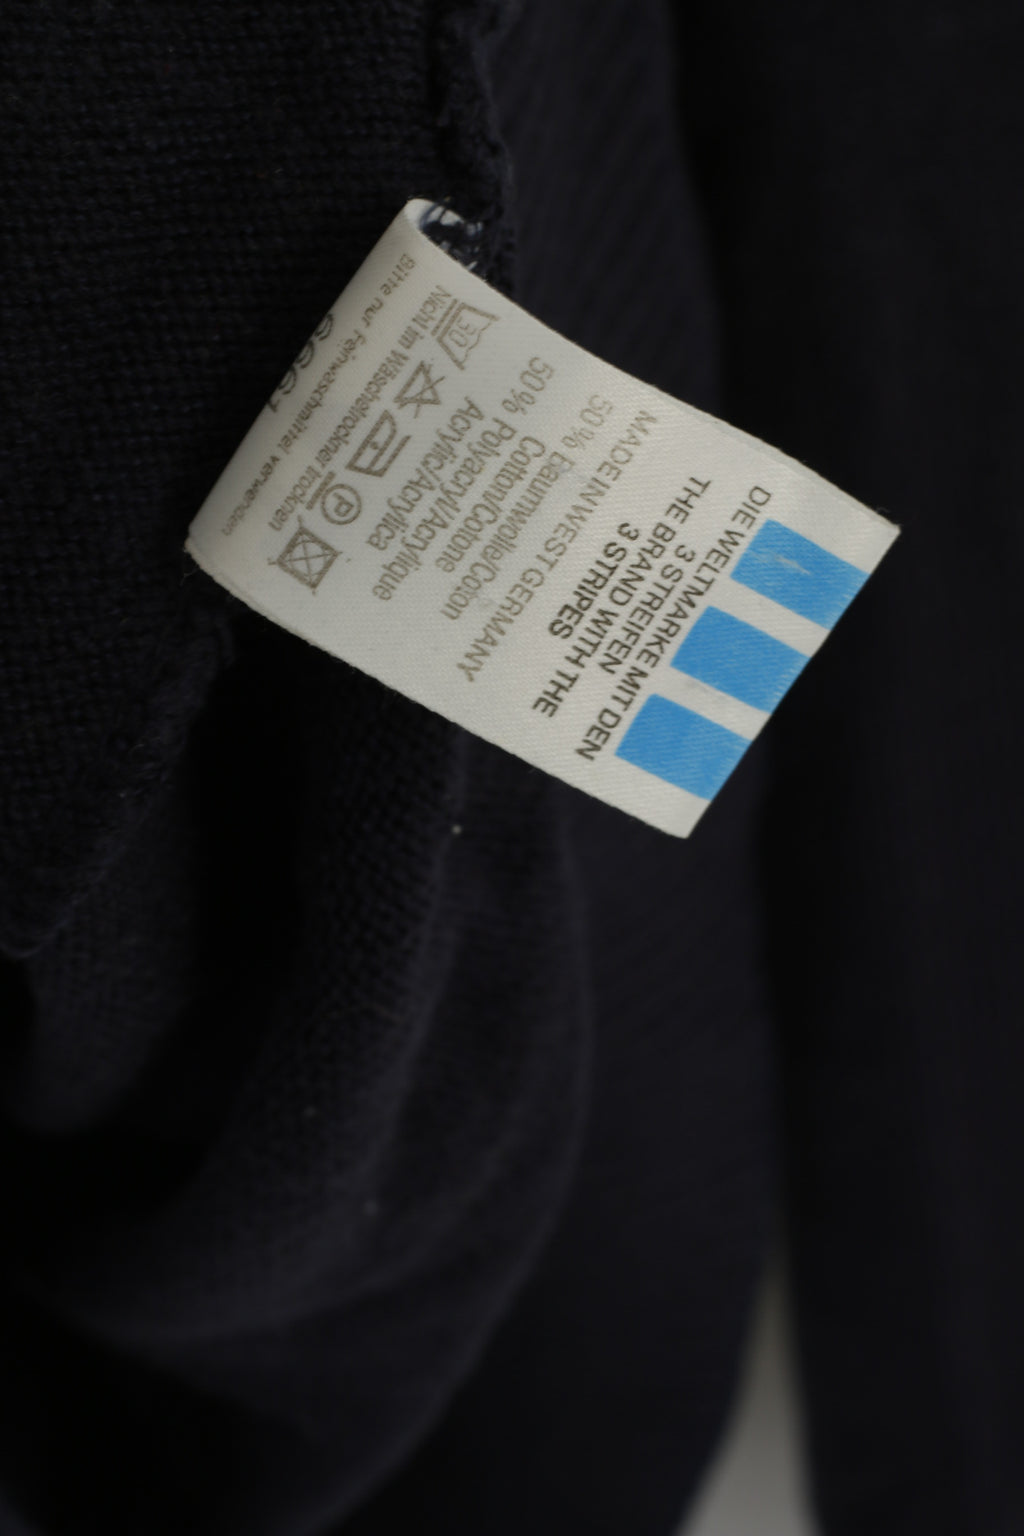 DIE WELTMARKE MIT DEN
3 STREIFEN
THE BRAND WITH THE
3 STRIPES
MADE IN WEST GERMANY
50% Baumwolle/Coton
Cotton/Cotone
50% Polyacryl/Acrylique
Acrylic/Acrylica
30
P
Nicht im Wäschetrockner trocknen
Bitte nur Feinwaschmittel verwenden